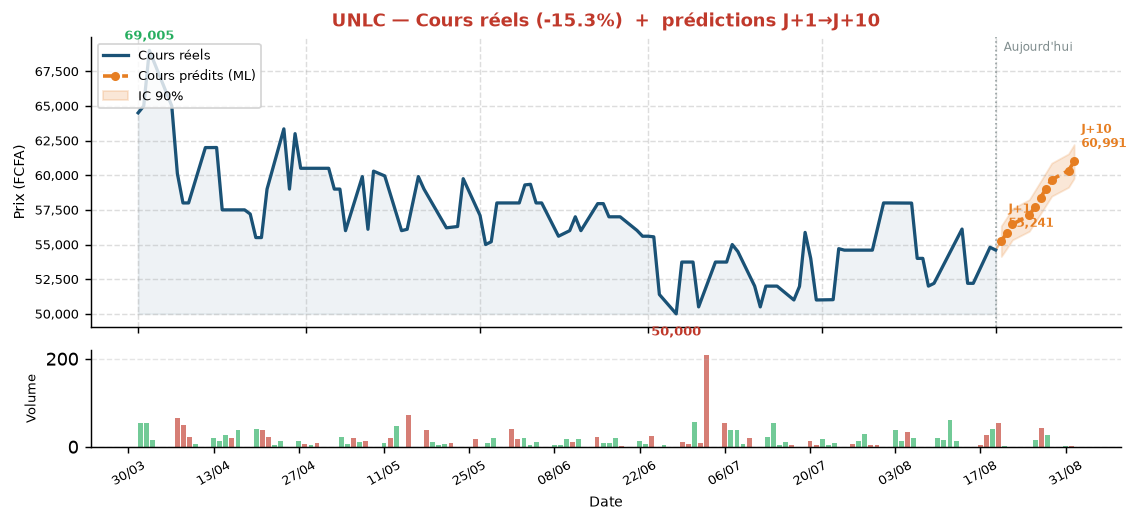 UNLC — Cours réels (-15.3%)  +  prédictions J+1→J+10
69,005
Cours réels
Cours prédits (ML)
IC 90%
Aujourd'hui
J+10
60,991
J+1
55,241
50,000
Prix (FCFA)
67,500
65,000
62,500
60,000
57,500
55,000
52,500
50,000
Volume
200
0
30/03
13/04
27/04
11/05
25/05
08/06
22/06
06/07
20/07
03/08
17/08
31/08
Date